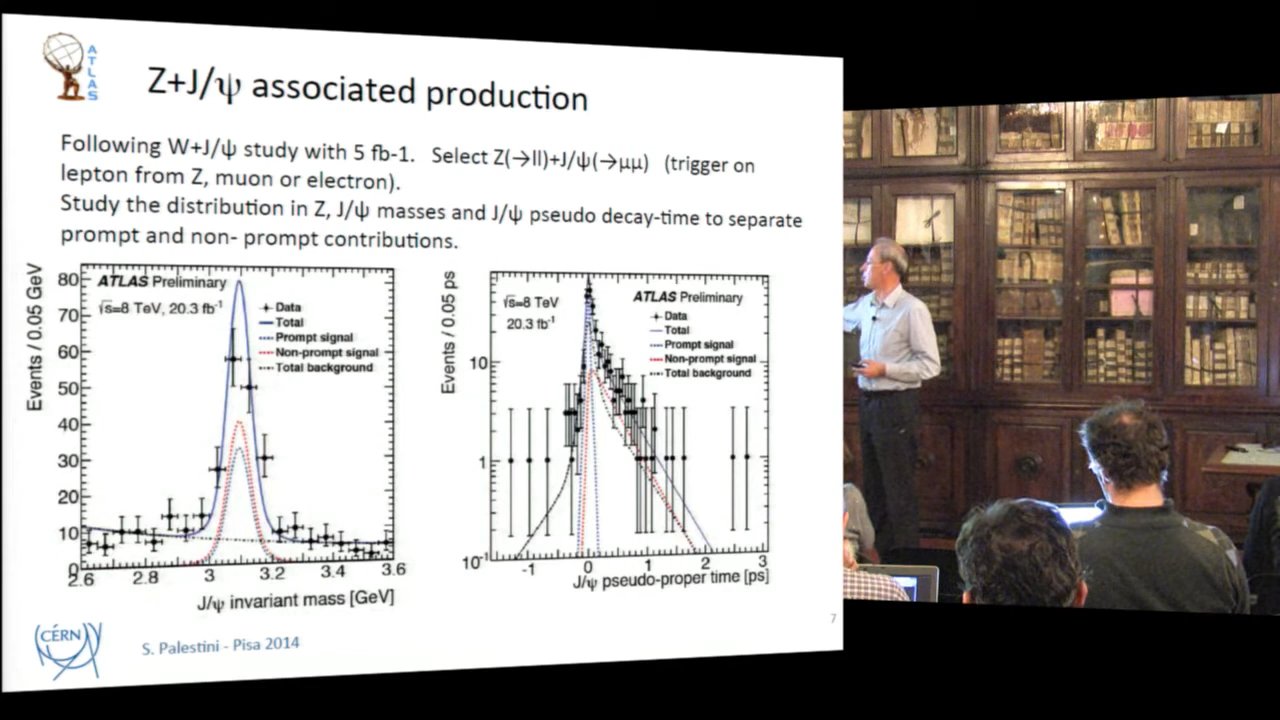 ATLAS
Z+J/ψ associated production
Following W+J/ψ study with 5 fb-1. Select Z(→ll)+J/ψ(→μμ) (trigger on
lepton from Z, muon or electron).
Study the distribution in Z, J/ψ masses and J/ψ pseudo decay-time to separate
prompt and non- prompt contributions.
Events / 0.05 GeV
80
70
60
50
40
30
20
10
0
ATLAS Preliminary
√s=8 TeV, 20.3 fb⁻¹
Data
Total
Prompt signal
Non-prompt signal
Total background
2.6 2.8 3 3.2 3.4 3.6
J/ψ invariant mass [GeV]
Events / 0.05 ps
10
1
10⁻¹
√s=8 TeV
20.3 fb⁻¹
ATLAS Preliminary
Data
Total
Prompt signal
Non-prompt signal
Total background
-1 0 1 2 3
J/ψ pseudo-proper time [ps]
7
CERN
S. Palestini - Pisa 2014